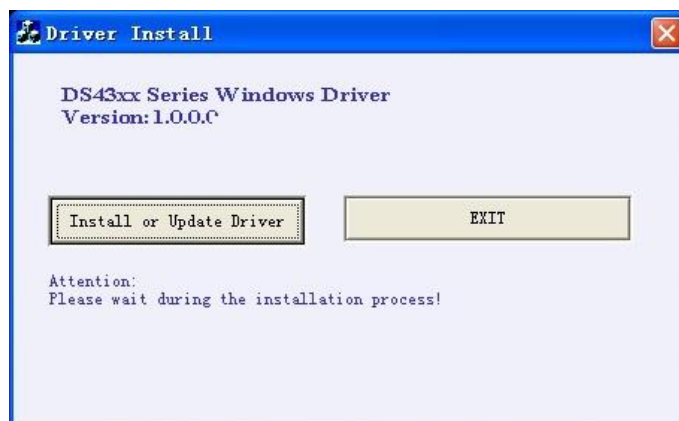 Driver Install
DS43xx Series Windows Driver
Version:1.0.0.0
Install or Update Driver
EXIT
Attention:
Please wait during the installation process!